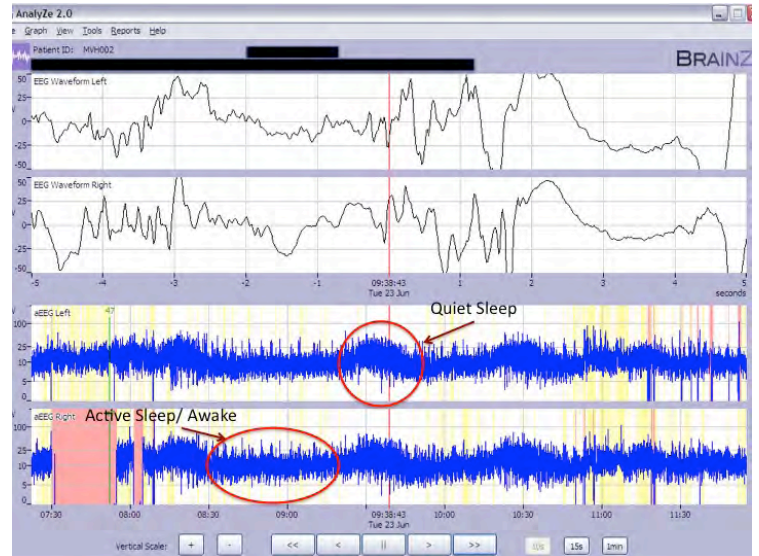 AnalyZe 2.0
Graph View Tools Reports Help
Patient ID: MVH002
BRAINZ
EEG Waveform Left
50
25
0
-25
-50
EEG Waveform Right
50
25
0
-25
-50
-5 -4 -3 -2 -1 09:38:43 1 2 3 4 5
Tue 23 Jun seconds
aEEG Left
47
Quiet Sleep
100
25
10
5
0
aEEG Right
Active Sleep/ Awake
100
25
10
5
0
07:30 08:00 08:30 09:00 09:38:43 10:00 10:30 11:00 11:30
Tue 23 Jun
Vertical Scale: + - << < || > >> 10s 15s 1min